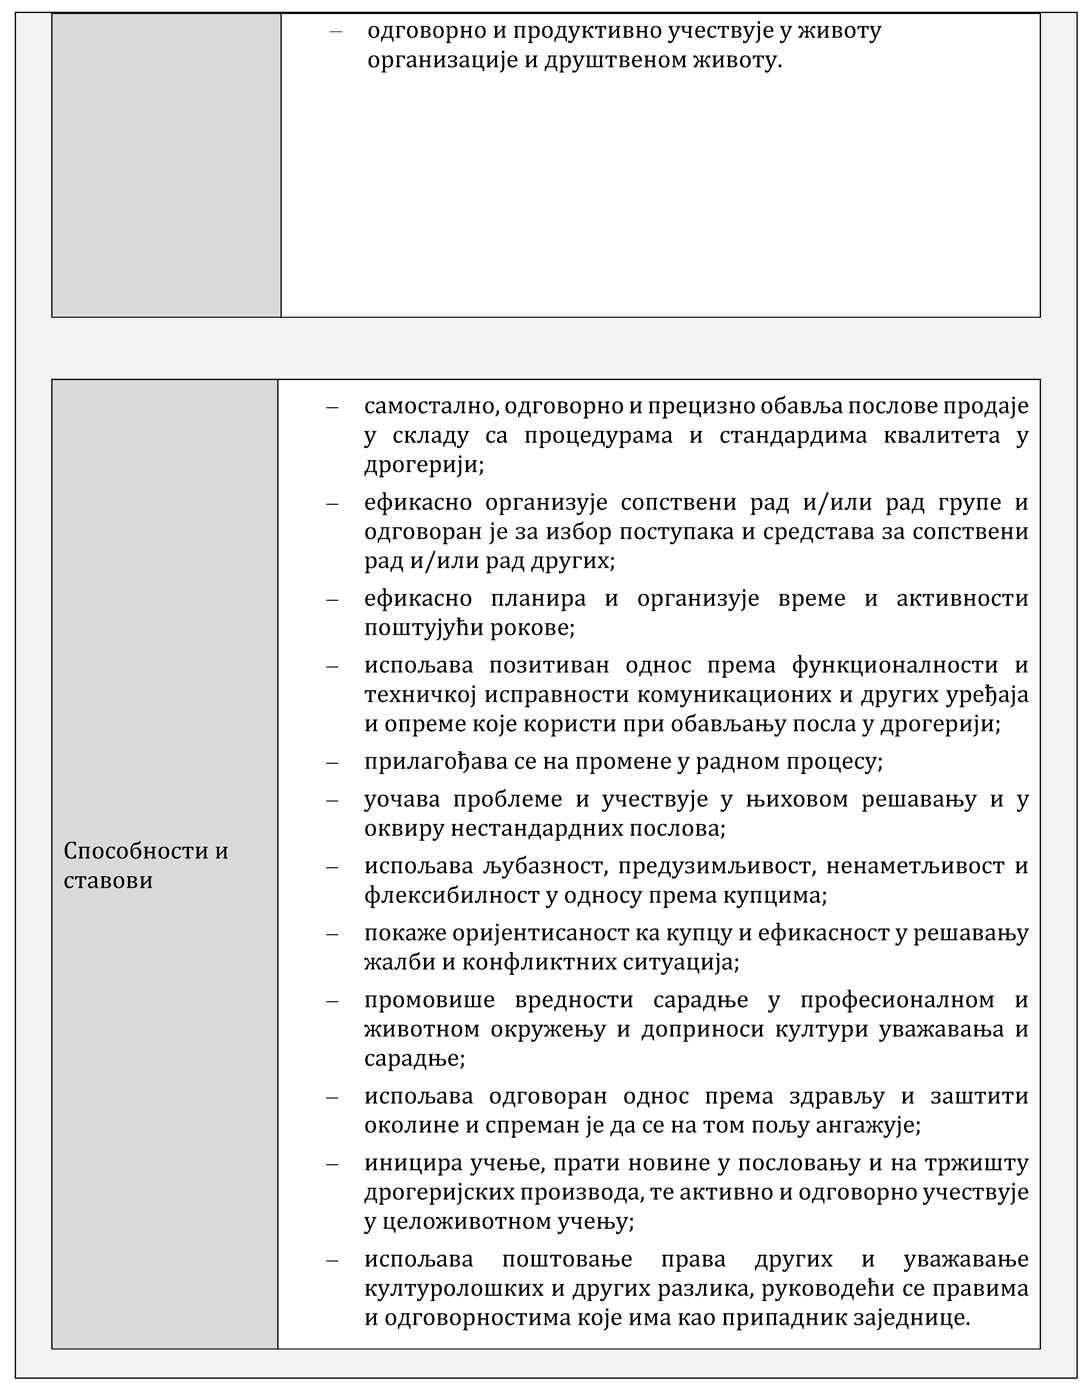 – одговорно и продуктивно учествује у животу
организације и друштвеном животу.
Способности и
ставови
– самостално, одговорно и прецизно обавља послове продаје
у складу са процедурама и стандардима квалитета у
дрогерији;
– ефикасно организује сопствени рад и/или рад групе и
одговоран је за избор поступака и средстава за сопствени
рад и/или рад других;
– ефикасно планира и организује време и активности
поштујући рокове;
– испољава позитиван однос према функционалности и
техничкој исправности комуникационих и других уређаја
и опреме које користи при обављању посла у дрогерији;
– прилагођава се на промене у радном процесу;
– уочава проблеме и учествује у њиховом решавању и у
оквиру нестандардних послова;
– испољава љубазност, предузимљивост, ненаметљивост и
флексибилност у односу према купцима;
– покаже оријентисаност ка купцу и ефикасност у решавању
жалби и конфликтних ситуација;
– промовише вредности сарадње у професионалном и
животном окружењу и доприноси култури уважавања и
сарадње;
– испољава одговоран однос према здрављу и заштити
околине и спреман је да се на том пољу ангажује;
– иницира учење, прати новине у пословању и на тржишту
дрогеријских производа, те активно и одговорно учествује
у целоживотном учењу;
– испољава поштовање права других и уважавање
културолошких и других разлика, руководећи се правима
и одговорностима које има као припадник заједнице.